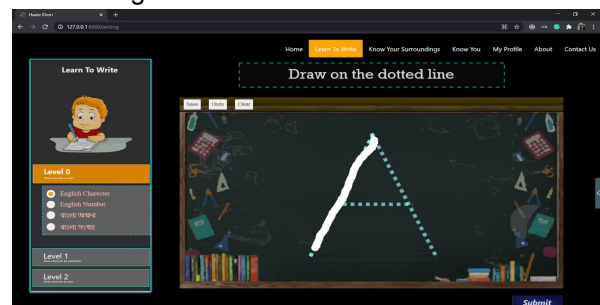 Haate Khori
127.0.0.1:8000/writing
Home Learn To Write Know Your Surroundings Know You My Profile About Contact Us
Learn To Write
Draw on the dotted line
Save Undo Clear
Level 0
English Charecter
English Number
বাংলা অক্ষর
বাংলা সংখ্যা
Level 1
Level 2
A
Submit